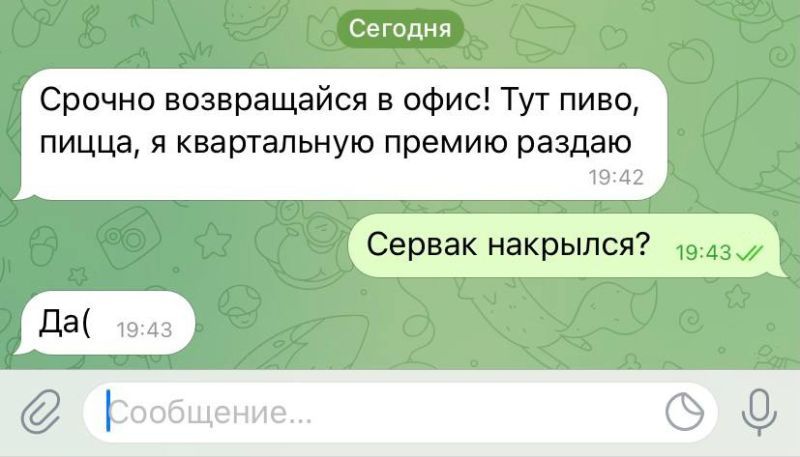 Сегодня
Срочно возвращайся в офис! Тут пиво,
пицца, я квартальную премию раздаю
19:42
Сервак накрылся? 19:43
Да( 19:43
Сообщение...